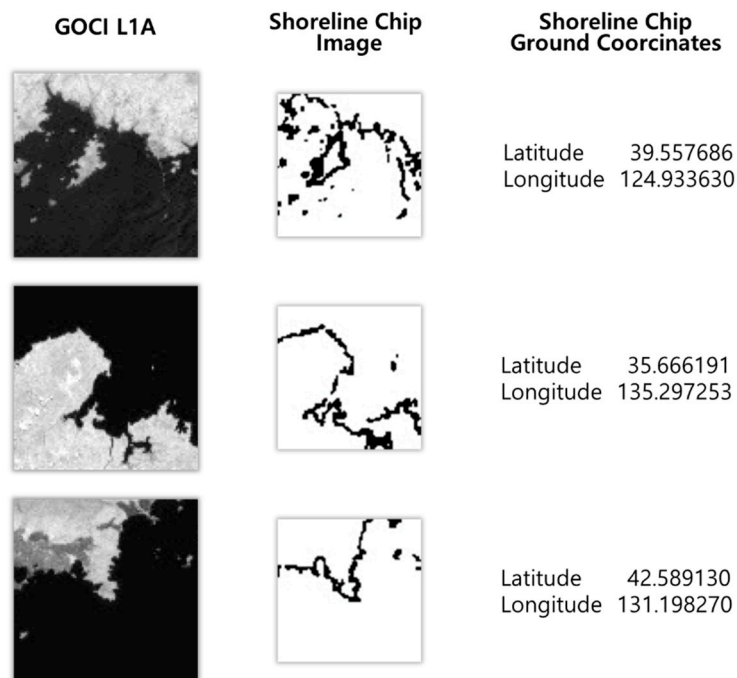 GOCI L1A
Shoreline Chip
Image
Shoreline Chip
Ground Coorcinates
Latitude 39.557686
Longitude 124.933630
Latitude 35.666191
Longitude 135.297253
Latitude 42.589130
Longitude 131.198270